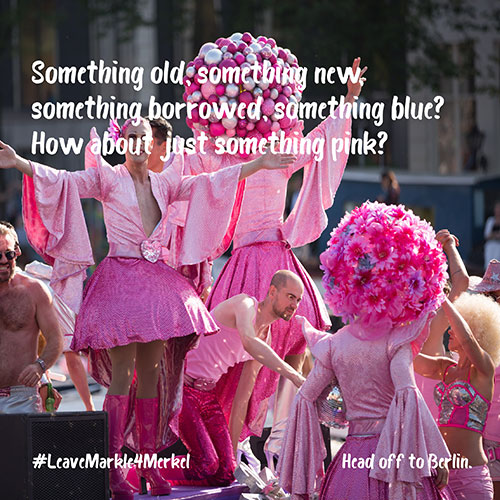 Something old, something new,
something borrowed, something blue?
How about just something pink?
#LeaveMarkle4Merkel
Head off to Berlin.